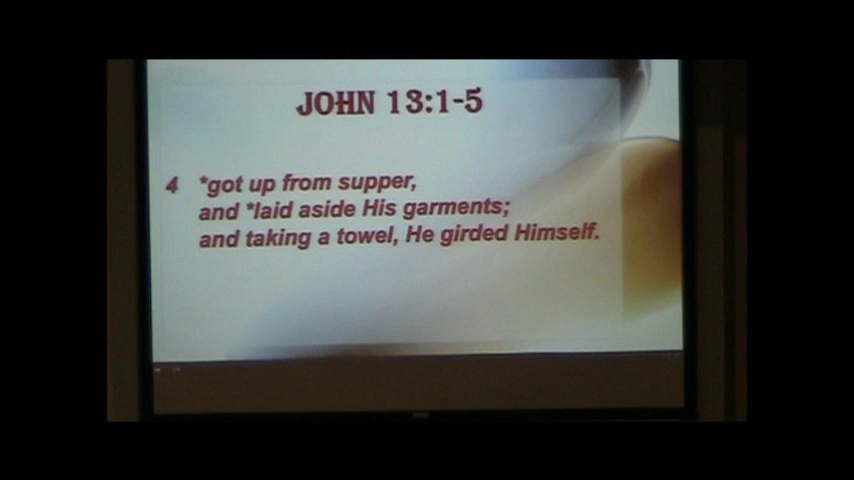 JOHN 13:1-5
4 *got up from supper,
and *laid aside His garments;
and taking a towel, He girded Himself.